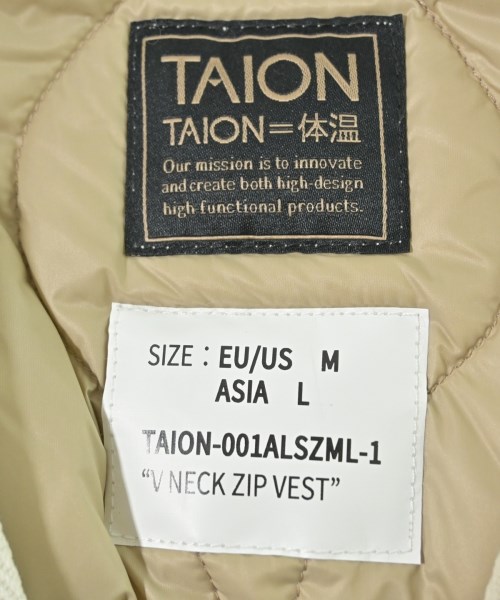 TAION
TAION=体温
Our mission is to innovate
and create both high-design
high-functional products.
SIZE : EU/US M
ASIA L
TAION-001ALSZML-1
“V NECK ZIP VEST”